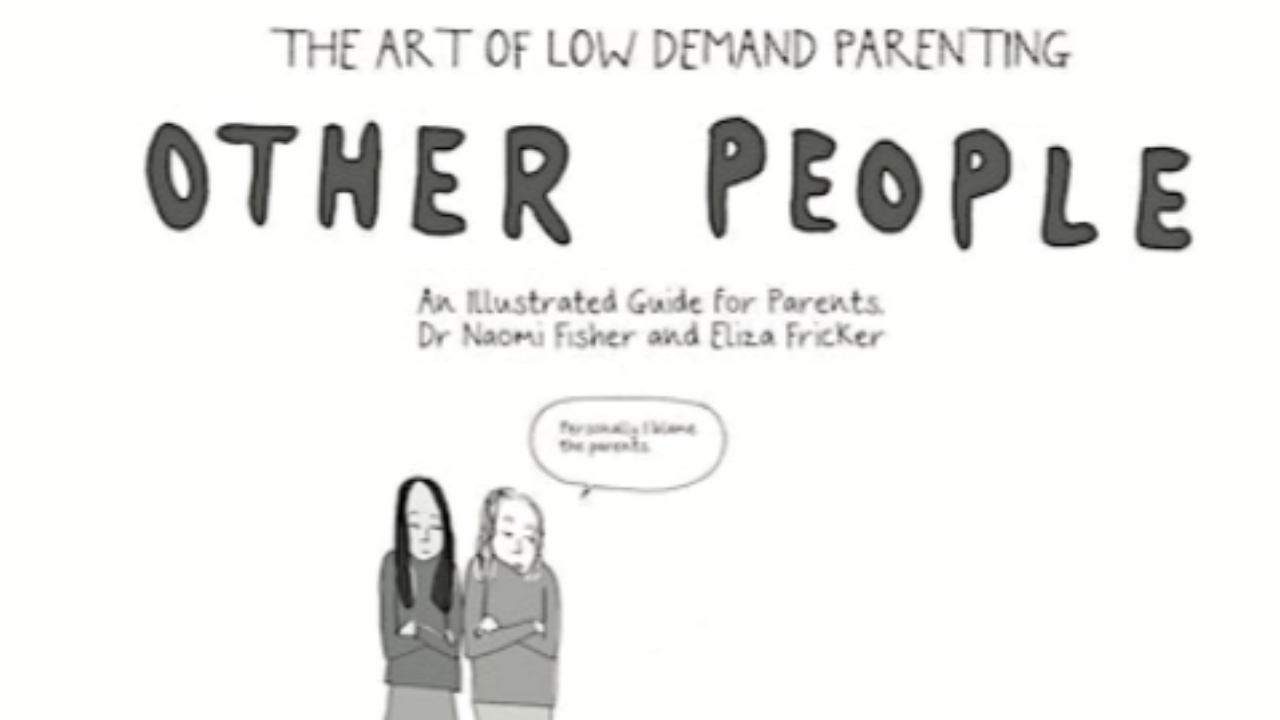 THE ART OF LOW DEMAND PARENTING
OTHER PEOPLE
An Illustrated Guide for Parents.
Dr Naomi Fisher and Eliza Fricker
Personally I blame
the parents.